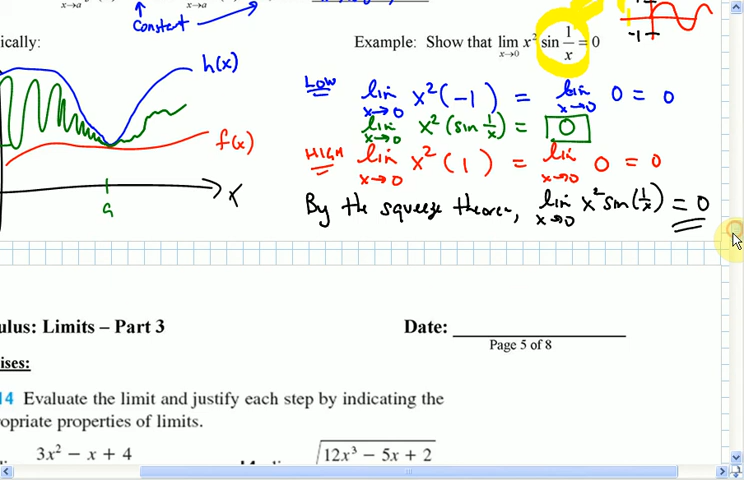 x→a x→a
Constant
ically:
h(x)
f(x)
x
a
-1
Example: Show that lim x→0 x² sin 1/x = 0
LOW lim x→0 x²(-1) = lim x→0 0 = 0
lim x→0 x²(sin 1/x) = 0
HIGH lim x→0 x²(1) = lim x→0 0 = 0
By the squeeze theorem, lim x→0 x² sin(1/x) = 0
ulus: Limits – Part 3
Date: ____________
Page 5 of 8
ises:
14 Evaluate the limit and justify each step by indicating the
opriate properties of limits.
3x² − x + 4
√12x³ − 5x + 2